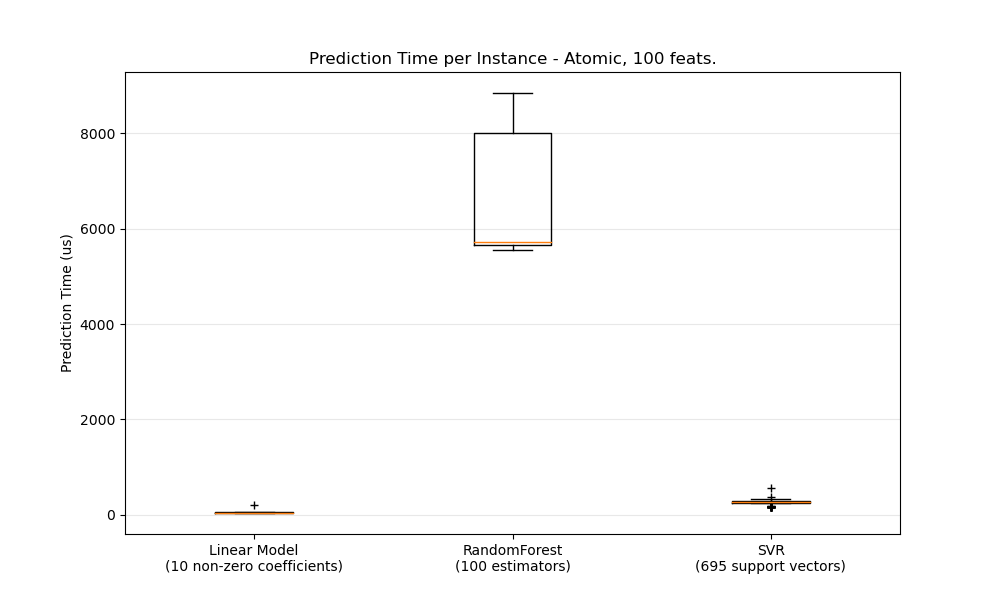 Prediction Time per Instance - Atomic, 100 feats.
Prediction Time (us)
8000
6000
4000
2000
0
Linear Model
(10 non-zero coefficients)
RandomForest
(100 estimators)
SVR
(695 support vectors)